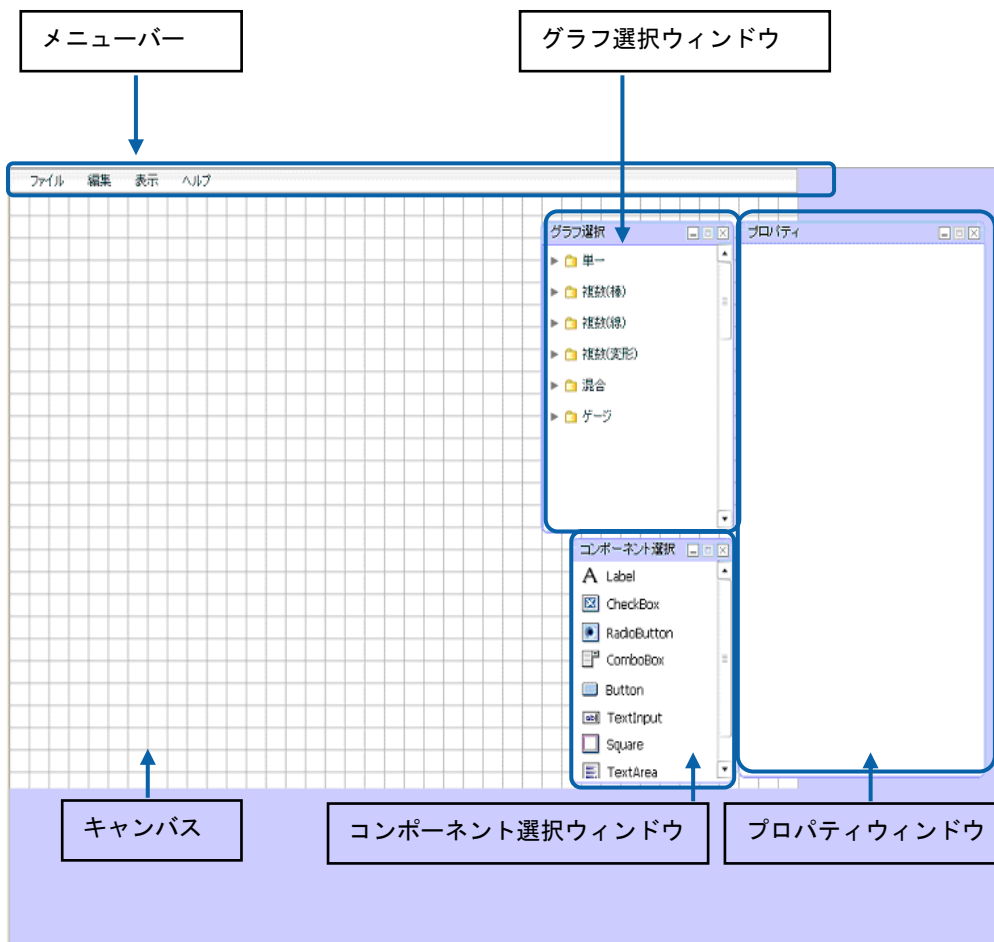 メニューバー
グラフ選択ウィンドウ
ファイル 編集 表示 ヘルプ
グラフ選択
単一
複数(棒)
複数(線)
複数(変形)
混合
ゲージ
プロパティ
コンポーネント選択
A Label
CheckBox
RadioButton
ComboBox
Button
TextInput
Square
TextArea
キャンバス
コンポーネント選択ウィンドウ
プロパティウィンドウ